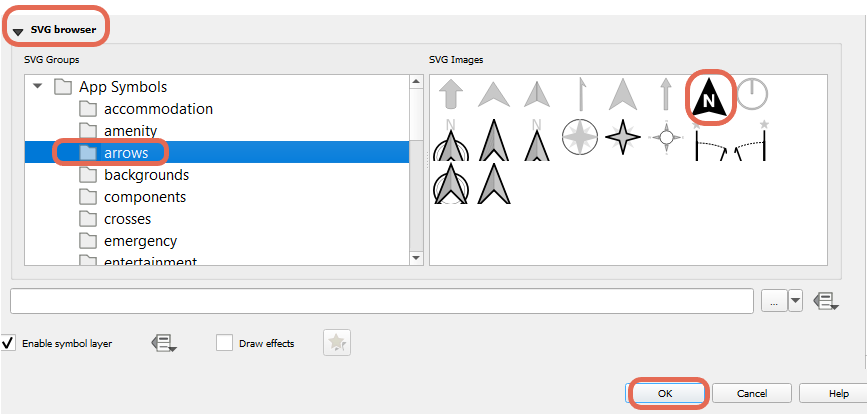 SVG browser
SVG Groups
SVG Images
App Symbols
accommodation
amenity
arrows
backgrounds
components
crosses
emergency
entertainment
N
N N
...
Enable symbol layer
Draw effects
OK
Cancel
Help